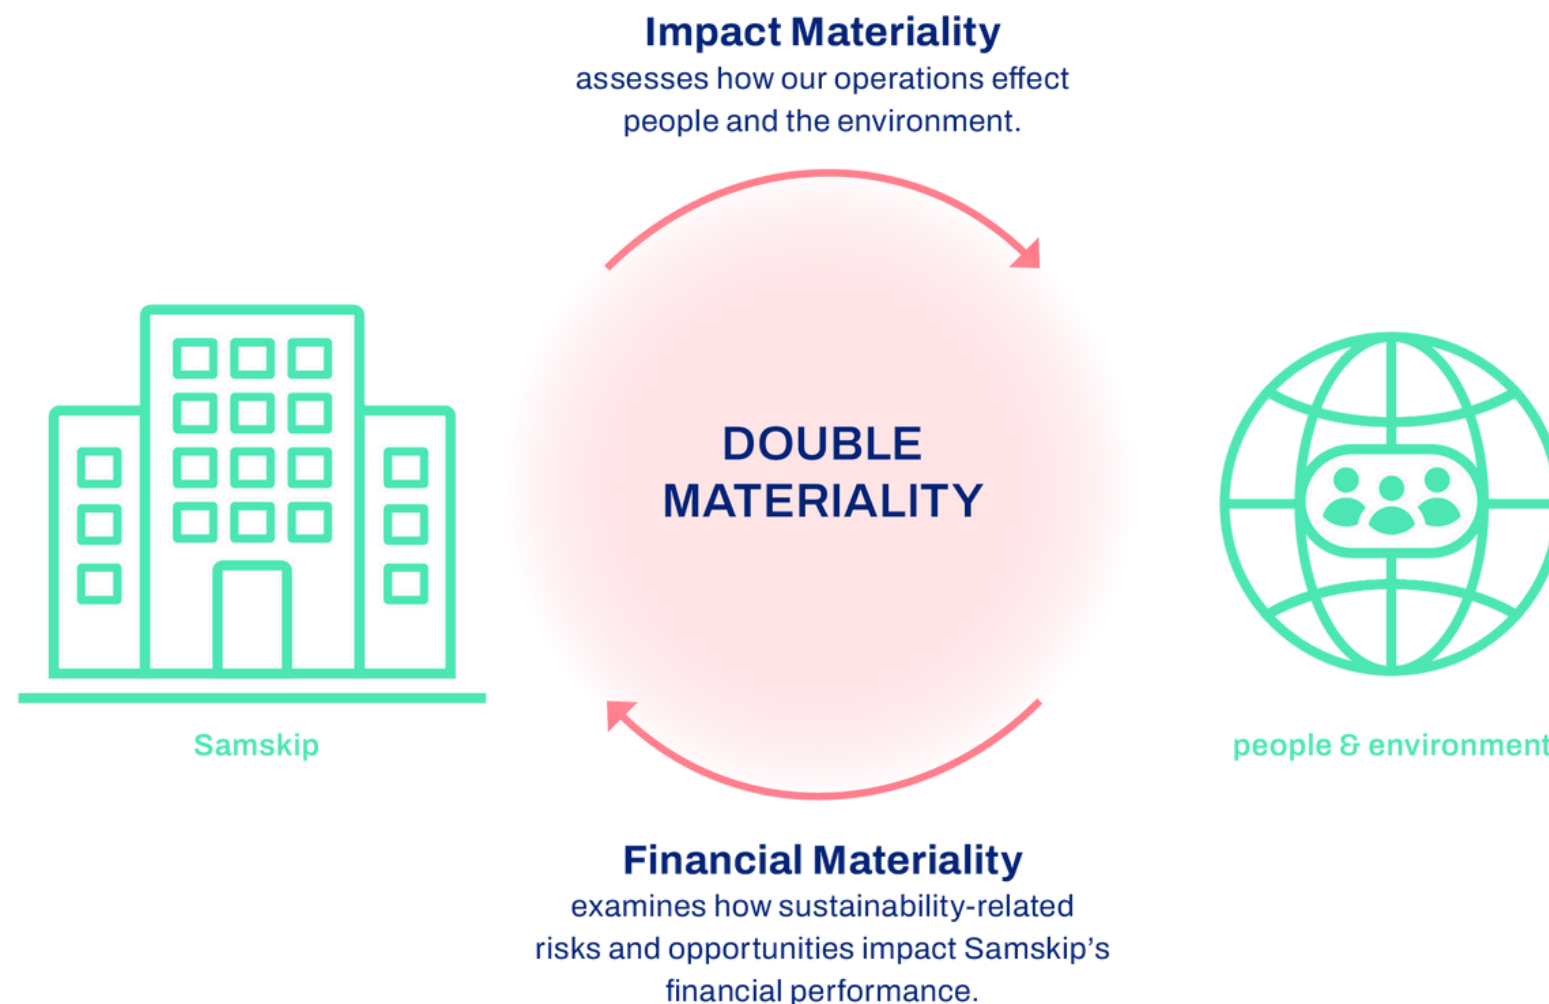 Impact Materiality
assesses how our operations effect
people and the environment.
DOUBLE
MATERIALITY
Samskip
people & environment
Financial Materiality
examines how sustainability-related
risks and opportunities impact Samskip’s
financial performance.